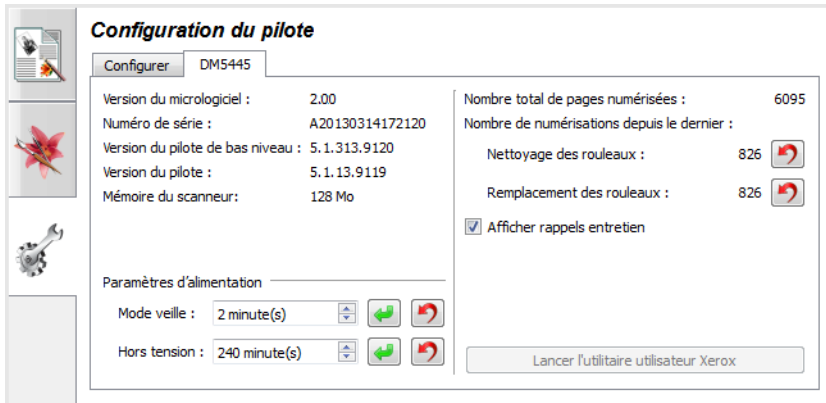 Configuration du pilote
Configurer
DM5445
Version du micrologiciel : 2.00
Numéro de série : A20130314172120
Version du pilote de bas niveau : 5.1.313.9120
Version du pilote : 5.1.13.9119
Mémoire du scanneur: 128 Mo
Paramètres d'alimentation
Mode veille : 2 minute(s)
Hors tension : 240 minute(s)
Nombre total de pages numérisées : 6095
Nombre de numérisations depuis le dernier :
Nettoyage des rouleaux : 826
Remplacement des rouleaux : 826
Afficher rappels entretien
Lancer l'utilitaire utilisateur Xerox